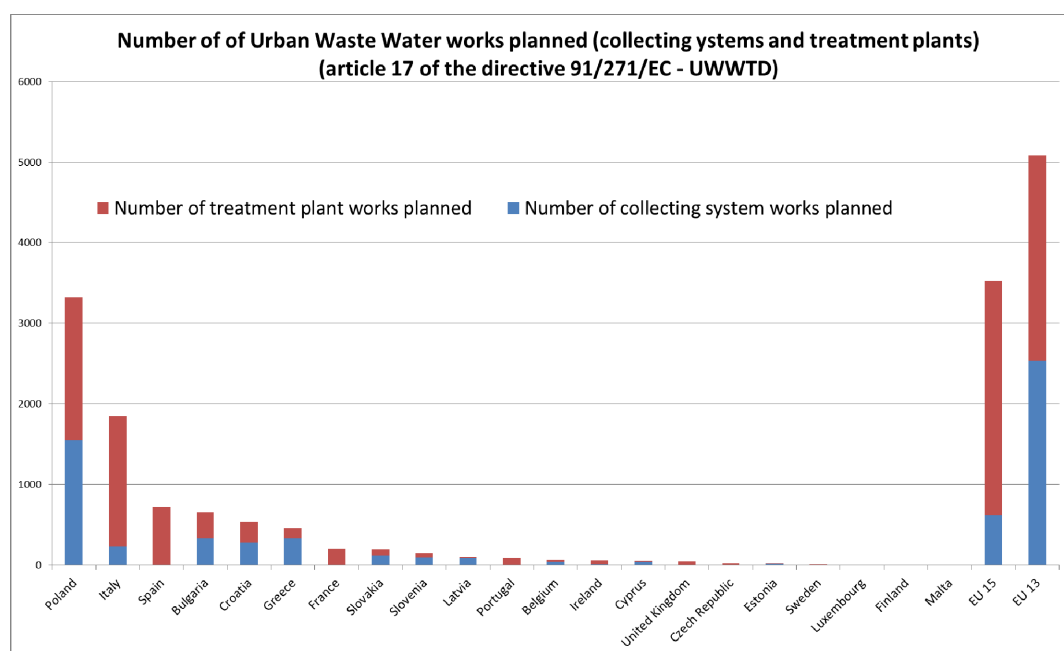 Number of of Urban Waste Water works planned (collecting ystems and treatment plants)
(article 17 of the directive 91/271/EC - UWWTD)
6000
5000
Number of treatment plant works planned
Number of collecting system works planned
4000
3000
2000
1000
0
Poland
Italy
Spain
Bulgaria
Croatia
Greece
France
Slovakia
Slovenia
Latvia
Portugal
Belgium
Ireland
Cyprus
United Kingdom
Czech Republic
Estonia
Sweden
Luxembourg
Finland
Malta
EU 15
EU 13